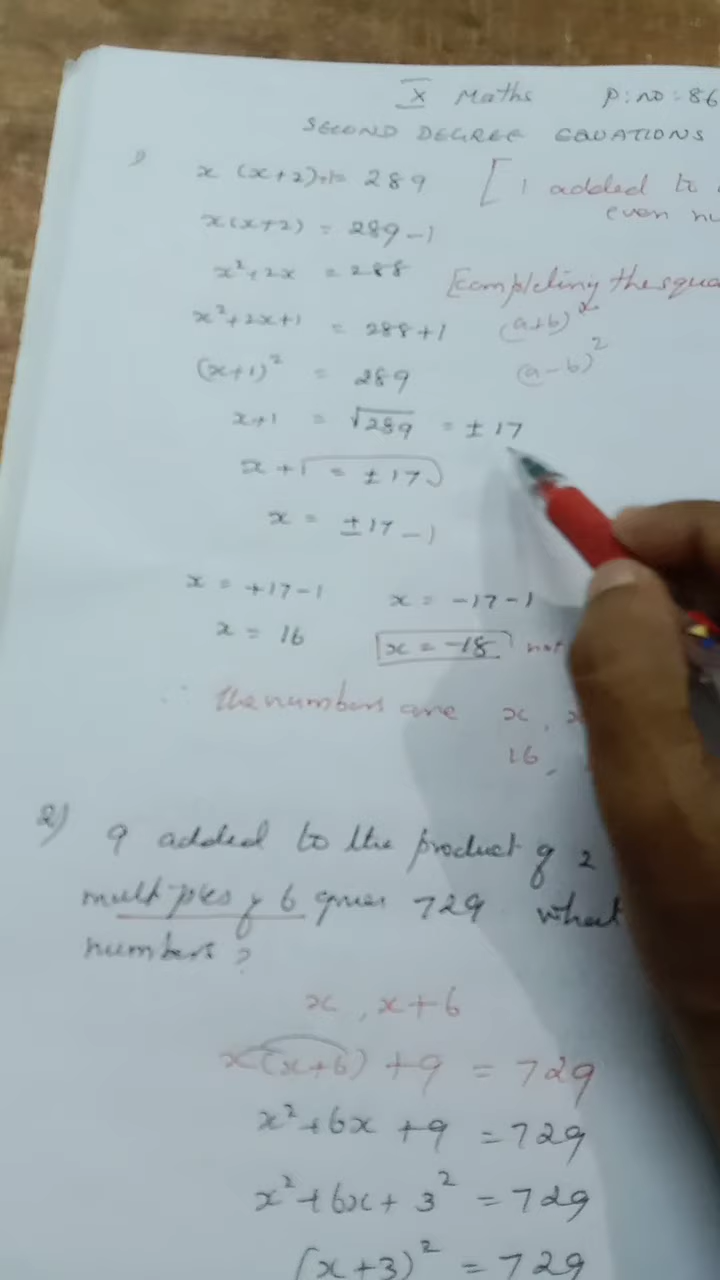 X Maths P:no:86
SECOND DEGREE EQUATIONS
1)
x (x+2)+1= 289 [1 added to
even
x(x+2) = 289-1
x²+2x = 288 [completing the
x²+2x+1 = 288+1 (a+b)²
(x+1)² = 289 (a-b)²
x+1 = √289 = ±17
x+1 = ±17
x = ±17-1
x = +17-1 x = -17-1
x = 16 x = -18 not
∴ the numbers are x,
16,
2) 9 added to the product of 2
multiples of 6 gives 729 what
numbers?
x, x+6
x(x+6) +9 = 729
x²+6x +9 = 729
x²+6x+ 3² = 729
(x+3)² = 729